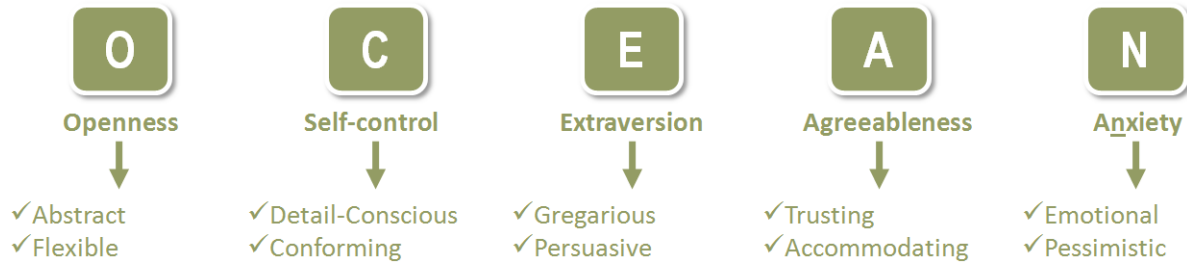 O C E A N
Openness Self-control Extraversion Agreeableness Anxiety
✓Abstract ✓Detail-Conscious ✓Gregarious ✓Trusting ✓Emotional
✓Flexible ✓Conforming ✓Persuasive ✓Accommodating ✓Pessimistic